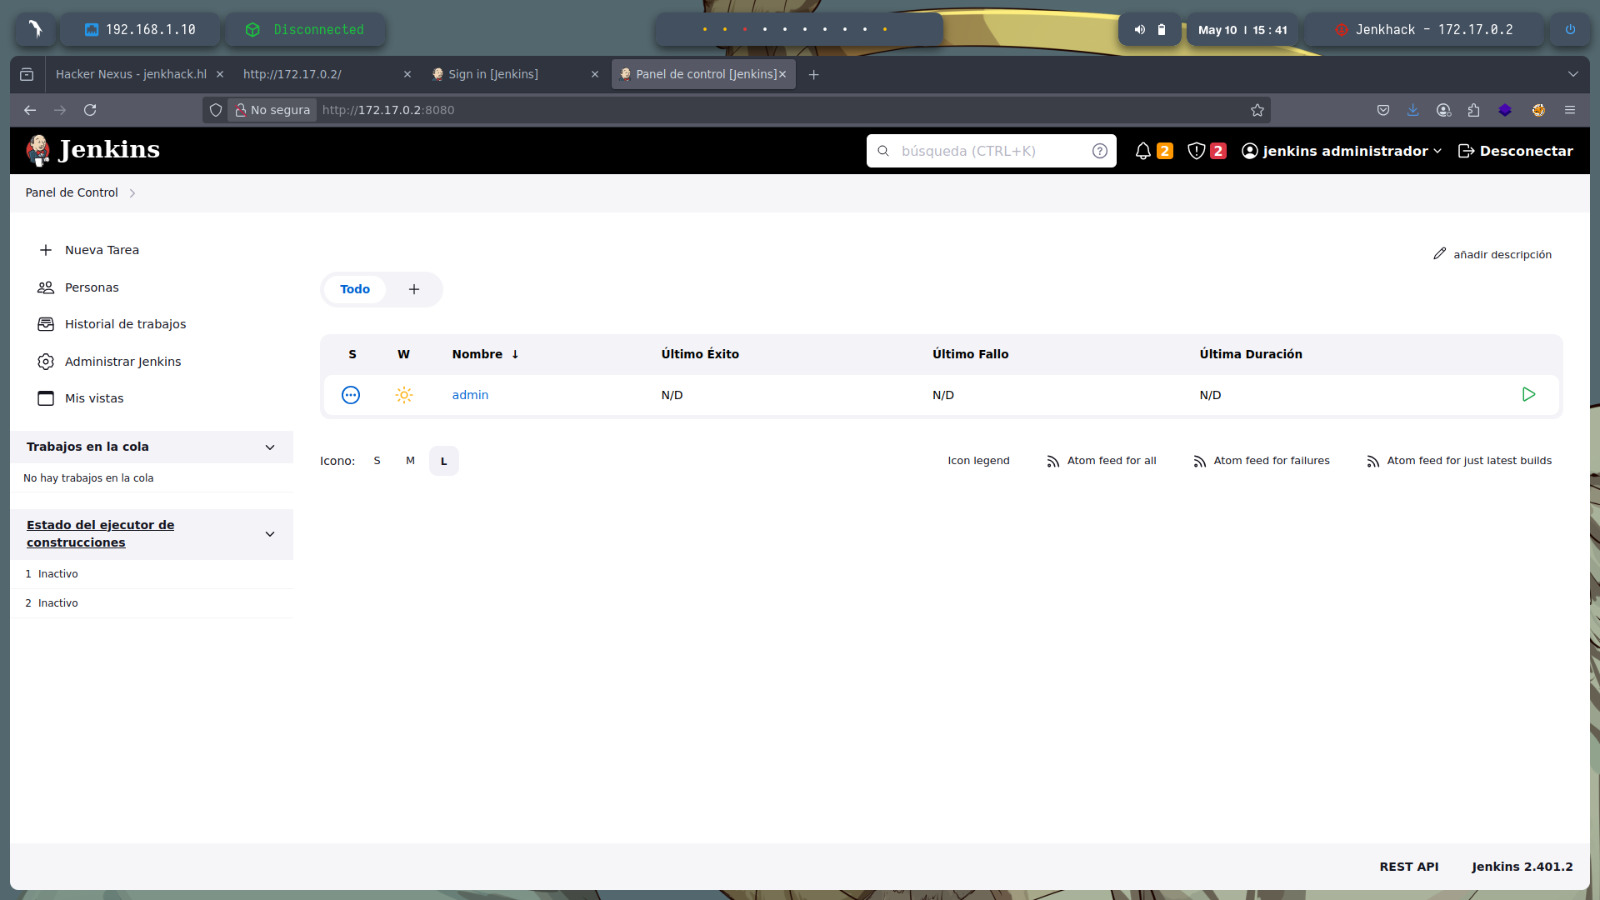 192.168.1.10
Disconnected
May 10 | 15 : 41
Jenkhack - 172.17.0.2
Hacker Nexus - jenkhack.hl
http://172.17.0.2/
Sign in [Jenkins]
Panel de control [Jenkins]
No segura
http://172.17.0.2:8080
Jenkins
búsqueda (CTRL+K)
2
2
jenkins administrador
Desconectar
Panel de Control
Nueva Tarea
Personas
Historial de trabajos
Administrar Jenkins
Mis vistas
Trabajos en la cola
No hay trabajos en la cola
Estado del ejecutor de
construcciones
1 Inactivo
2 Inactivo
añadir descripción
Todo +
S W Nombre ↓ Último Éxito Último Fallo Última Duración
admin N/D N/D N/D
Icono: S M L
Icon legend Atom feed for all Atom feed for failures Atom feed for just latest builds
REST API Jenkins 2.401.2